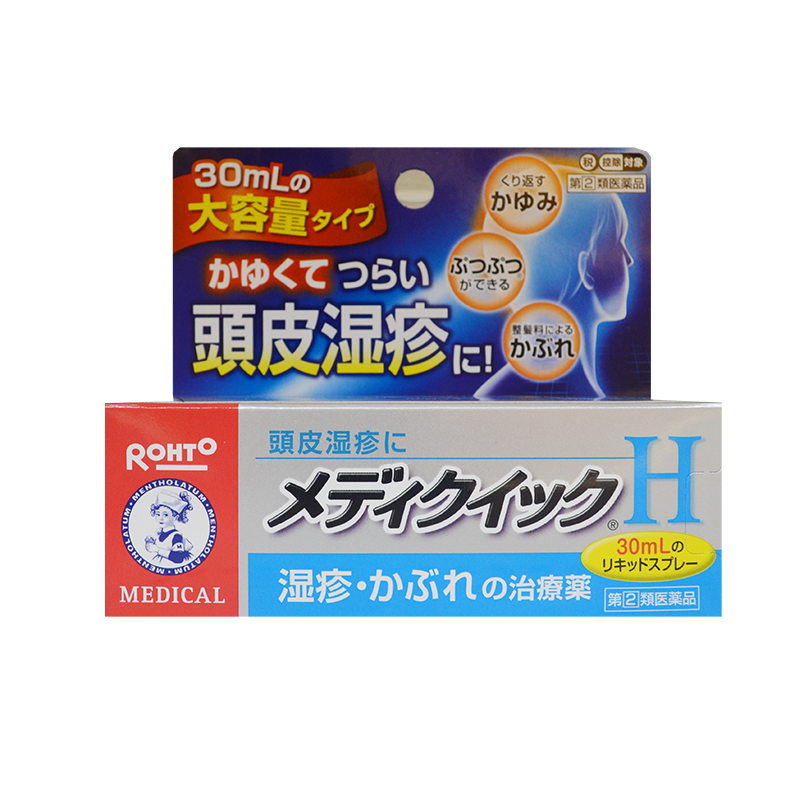 30mLの
大容量タイプ
かゆくて つらい
頭皮湿疹に!
くり返す
かゆみ
ぷつぷつ
ができる
整髪料による
かぶれ
税 控除対象
第②類医薬品
ROHTO
MENTHOLATUM・MENTHOLATUM・MENTHOLATUM・
MEDICAL
頭皮湿疹に
メディクイックH
®
30mLの
リキッドスプレー
湿疹・かぶれの治療薬
第②類医薬品